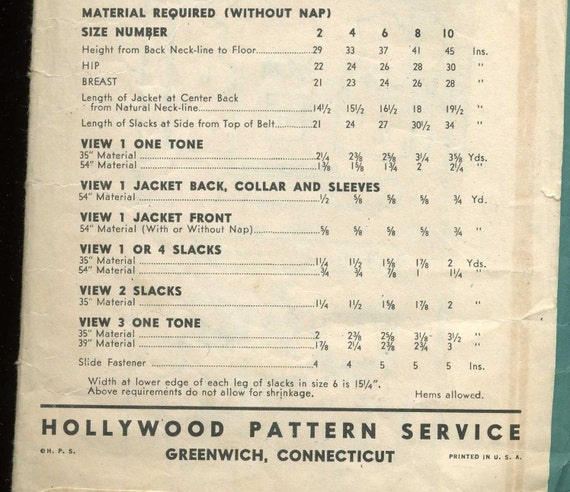 MATERIAL REQUIRED (WITHOUT NAP)
SIZE NUMBER 2 4 6 8 10
Height from Back Neck-line to Floor 29 33 37 41 45 Ins.
HIP 22 24 26 28 30 "
BREAST 21 23 24 26 28 "
Length of Jacket at Center Back
from Natural Neck-line 14½ 15½ 16½ 18 19½ "
Length of Slacks at Side from Top of Belt 21 24 27 30½ 34 "
VIEW 1 ONE TONE
35" Material 2¼ 2⅜ 2⅝ 3¼ 3⅝ Yds.
54" Material 1⅜ 1⅝ 1¾ 2 2¼ "
VIEW 1 JACKET BACK, COLLAR AND SLEEVES
54" Material ½ ⅝ ⅝ ⅝ ¾ Yd.
VIEW 1 JACKET FRONT
54" Material (With or Without Nap) ⅝ ⅝ ⅝ ⅝ ¾ "
VIEW 1 OR 4 SLACKS
35" Material 1¼ 1½ 1⅝ 1⅞ 2 Yds.
54" Material ¾ ¾ ⅞ 1 1¼ "
VIEW 2 SLACKS
35" Material 1¼ 1½ 1⅝ 1⅞ 2 "
VIEW 3 ONE TONE
35" Material 2 2⅜ 2⅝ 3⅛ 3½ "
39" Material 1⅞ 2¼ 2⅜ 2¾ 3 "
Slide Fastener 4 4 5 5 5 Ins.
Width at lower edge of each leg of slacks in size 6 is 15¼".
Above requirements do not allow for shrinkage. Hems allowed.
HOLLYWOOD PATTERN SERVICE
©H. P. S. GREENWICH, CONNECTICUT PRINTED IN U. S. A.